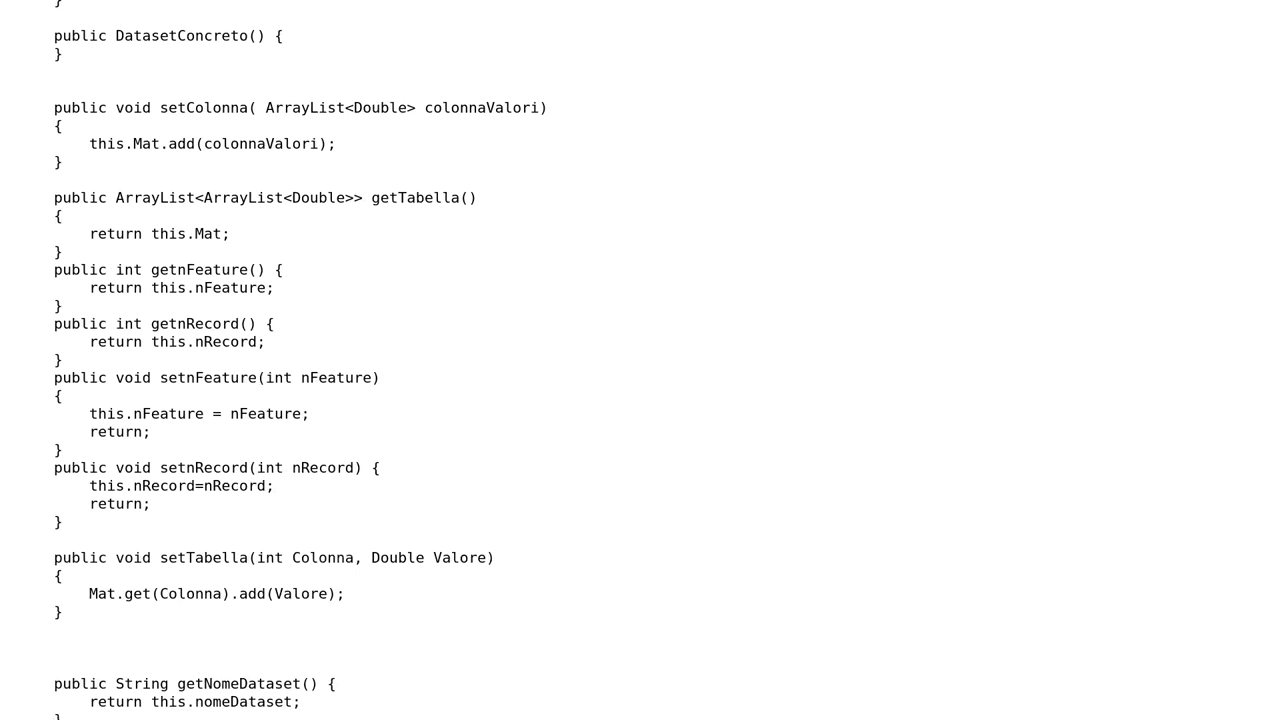 }
public DatasetConcreto() {
}
public void setColonna( ArrayList<Double> colonnaValori)
{
this.Mat.add(colonnaValori);
}
public ArrayList<ArrayList<Double>> getTabella()
{
return this.Mat;
}
public int getnFeature() {
return this.nFeature;
}
public int getnRecord() {
return this.nRecord;
}
public void setnFeature(int nFeature)
{
this.nFeature = nFeature;
return;
}
public void setnRecord(int nRecord) {
this.nRecord=nRecord;
return;
}
public void setTabella(int Colonna, Double Valore)
{
Mat.get(Colonna).add(Valore);
}
public String getNomeDataset() {
return this.nomeDataset;
}